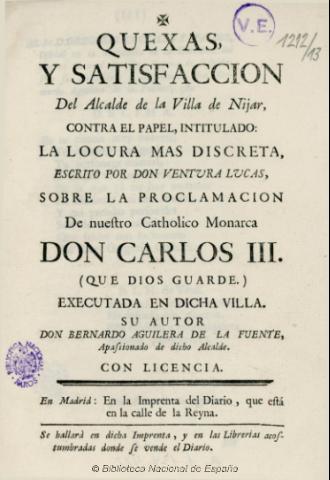 ✠
V.E.
1292/13
QUEXAS,
Y SATISFACCION
Del Alcalde de la Villa de Nijar,
CONTRA EL PAPEL, INTITULADO:
LA LOCURA MAS DISCRETA,
ESCRITO POR DON VENTURA LUCAS,
SOBRE LA PROCLAMACION
De nuestro Catholico Monarca
DON CARLOS III.
(QUE DIOS GUARDE.)
EXECUTADA EN DICHA VILLA.
SU AUTOR
DON BERNARDO AGUILERA DE LA FUENTE,
Apasionado de dicho Alcalde.
CON LICENCIA.
En Madrid: En la Imprenta del Diario, que está
en la calle de la Reyna.
Se hallará en dicha Imprenta, y en las Librerias acos-
tumbradas donde se vende el Diario.
© Biblioteca Nacional de España